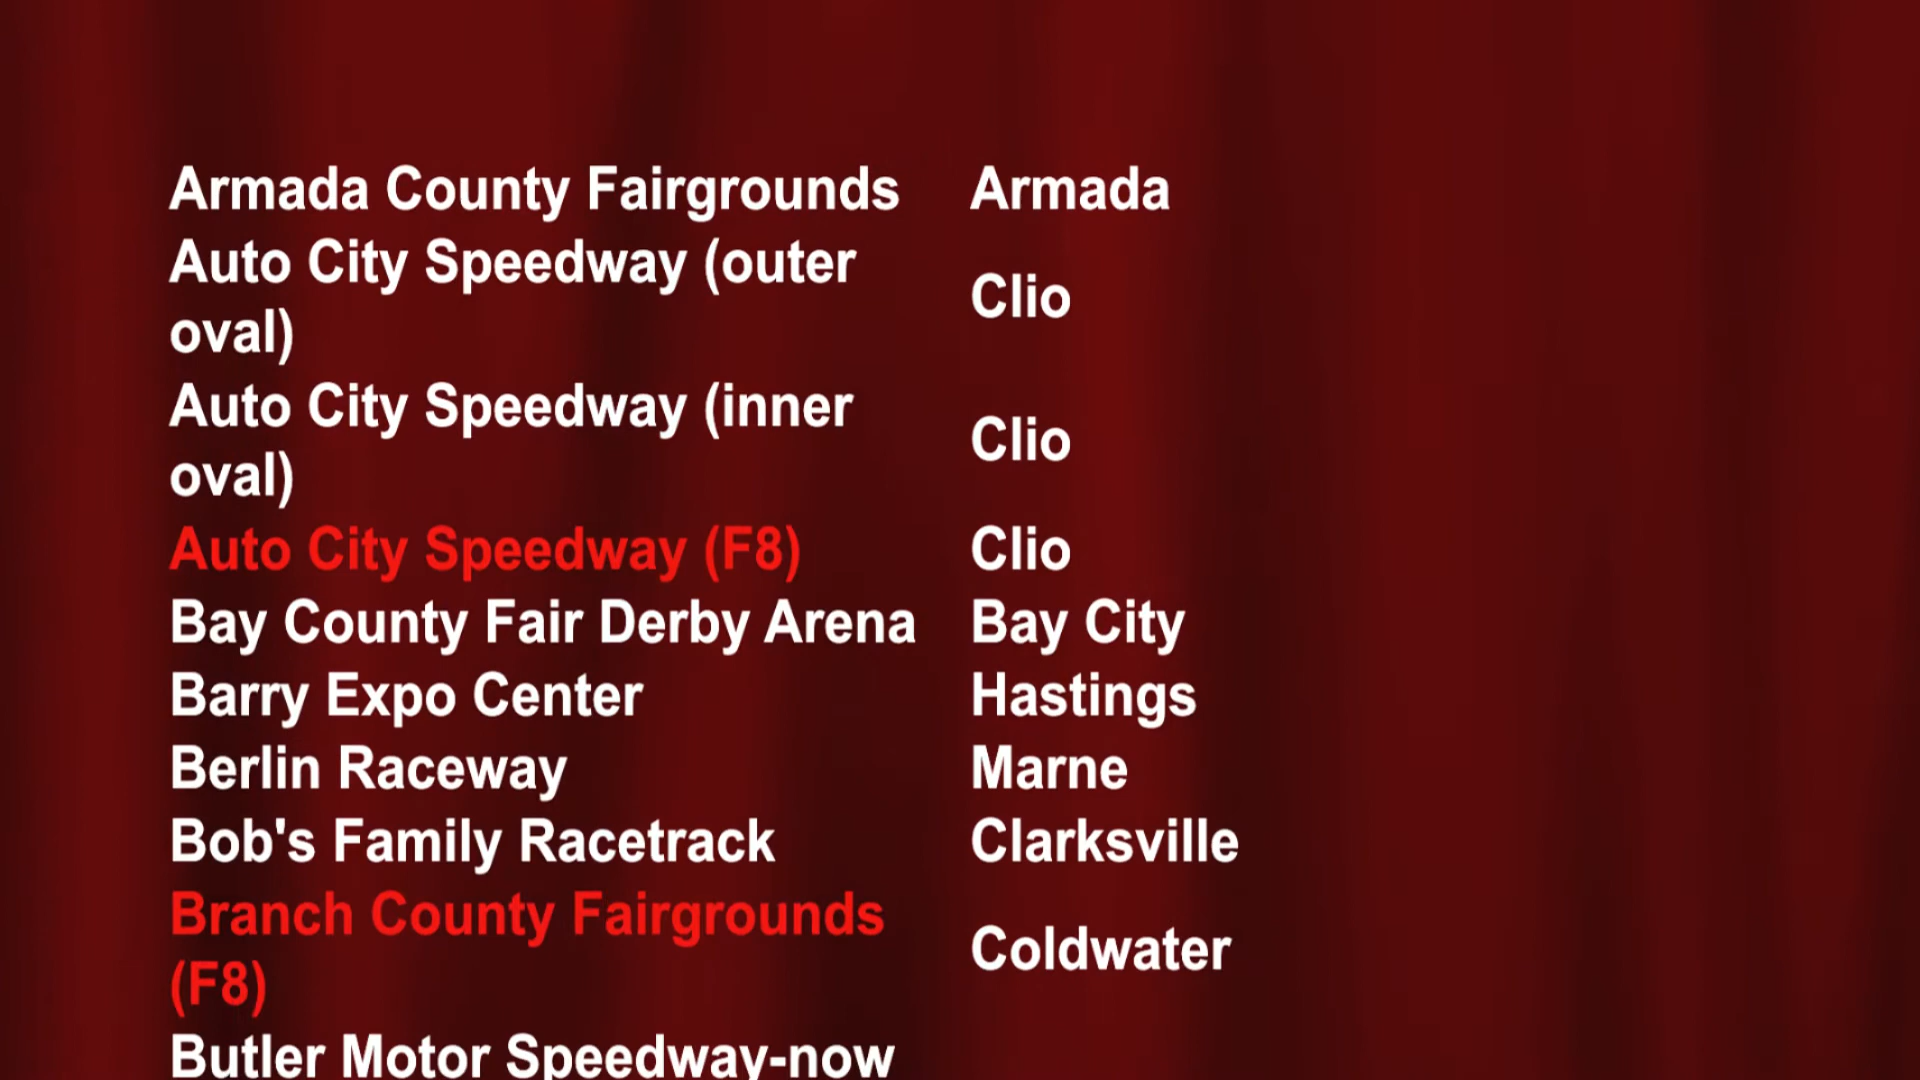 Armada County Fairgrounds Armada
Auto City Speedway (outer
oval) Clio
Auto City Speedway (inner
oval) Clio
Auto City Speedway (F8) Clio
Bay County Fair Derby Arena Bay City
Barry Expo Center Hastings
Berlin Raceway Marne
Bob's Family Racetrack Clarksville
Branch County Fairgrounds
(F8) Coldwater
Butler Motor Speedway-now